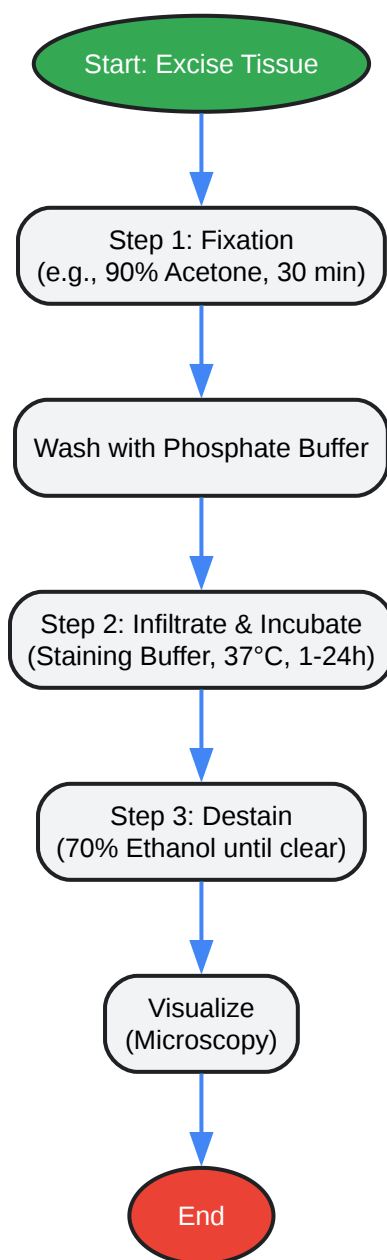 Start: Excise Tissue
Step 1: Fixation
(e.g., 90% Acetone, 30 min)
Wash with Phosphate Buffer
Step 2: Infiltrate & Incubate
(Staining Buffer, 37°C, 1-24h)
Step 3: Destain
(70% Ethanol until clear)
Visualize
(Microscopy)
End